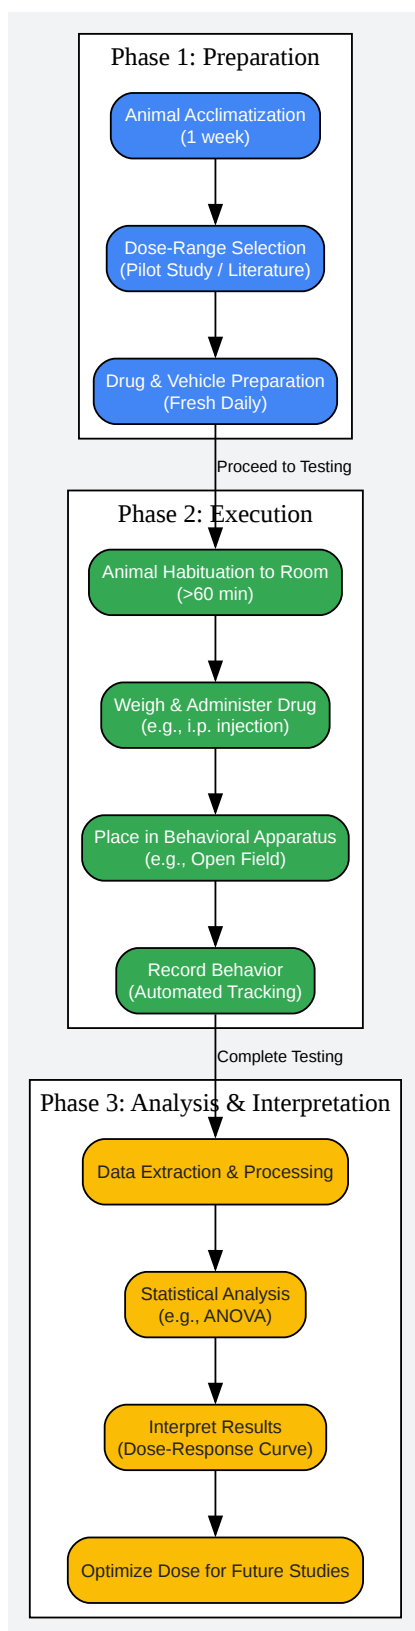 Phase 1: Preparation
Animal Acclimatization
(1 week)
Dose-Range Selection
(Pilot Study / Literature)
Drug & Vehicle Preparation
(Fresh Daily)
Proceed to Testing
Phase 2: Execution
Animal Habituation to Room
(>60 min)
Weigh & Administer Drug
(e.g., i.p. injection)
Place in Behavioral Apparatus
(e.g., Open Field)
Record Behavior
(Automated Tracking)
Complete Testing
Phase 3: Analysis & Interpretation
Data Extraction & Processing
Statistical Analysis
(e.g., ANOVA)
Interpret Results
(Dose-Response Curve)
Optimize Dose for Future Studies